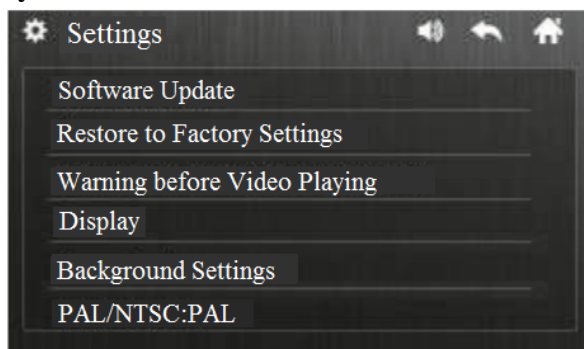 Settings
Software Update
Restore to Factory Settings
Warning before Video Playing
Display
Background Settings
PAL/NTSC:PAL